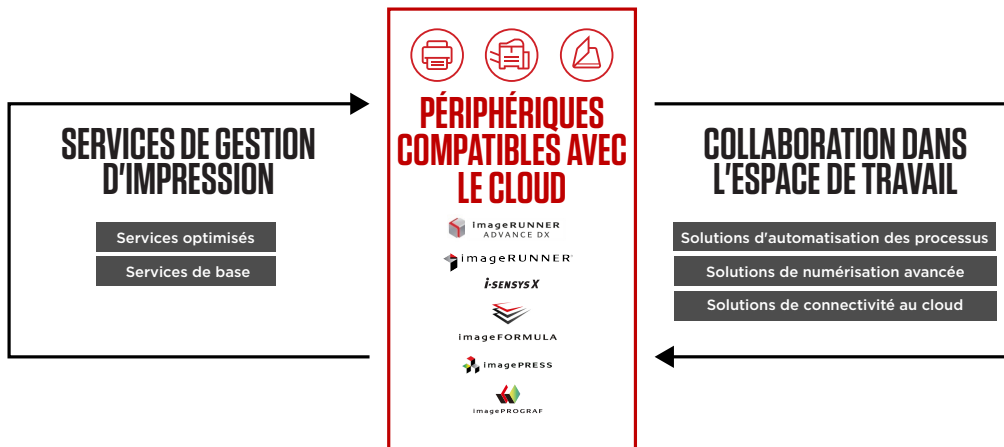 SERVICES DE GESTION
D'IMPRESSION
Services optimisés
Services de base
PÉRIPHÉRIQUES
COMPATIBLES AVEC
LE CLOUD
imageRUNNER
ADVANCE DX
imageRUNNER
i-SENSYS X
imageFORMULA
imagePRESS
imagePROGRAF
COLLABORATION DANS
L'ESPACE DE TRAVAIL
Solutions d'automatisation des processus
Solutions de numérisation avancée
Solutions de connectivité au cloud